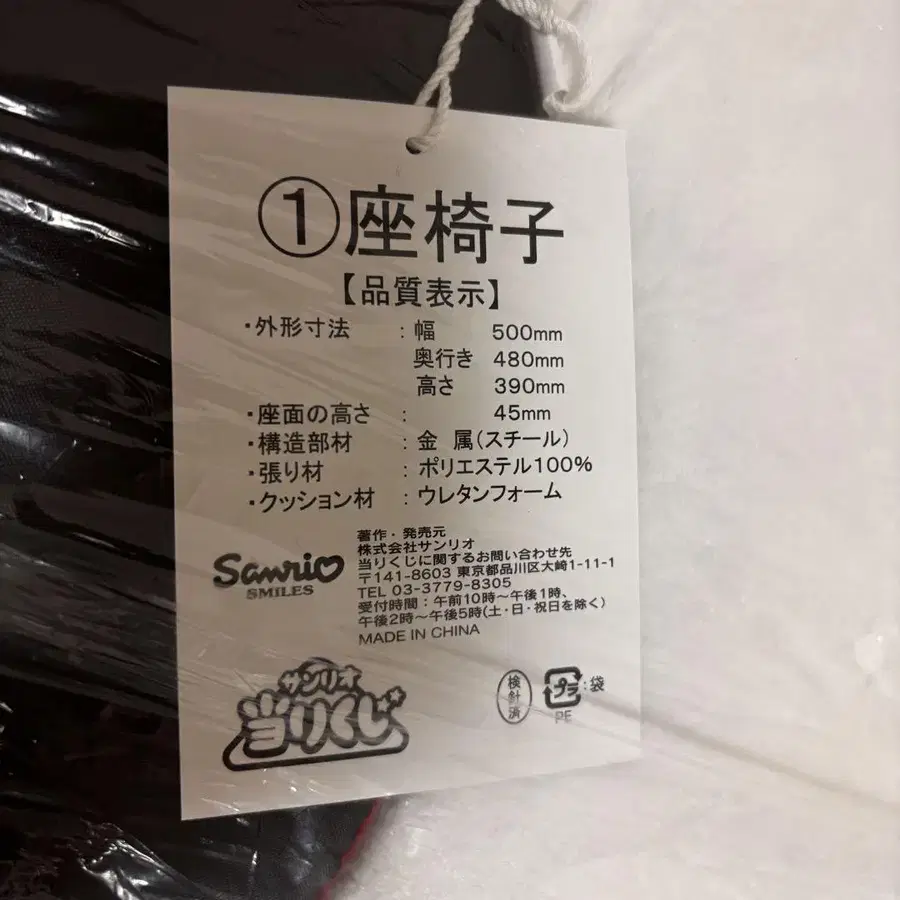 ①座椅子
【品質表示】
・外形寸法 : 幅 500mm
奥行き 480mm
高さ 390mm
・座面の高さ : 45mm
・構造部材 : 金 属(スチール)
・張り材 : ポリエステル100%
・クッション材 : ウレタンフォーム
Sanrio
SMILES
著作・発売元
株式会社サンリオ
当りくじに関するお問い合わせ先
〒141-8603 東京都品川区大崎1-11-1
TEL 03-3779-8305
受付時間:午前10時~午後1時、
午後2時~午後5時(土・日・祝日を除く)
MADE IN CHINA
サンリオ
当りくじ
検針済
プラ:袋
PE